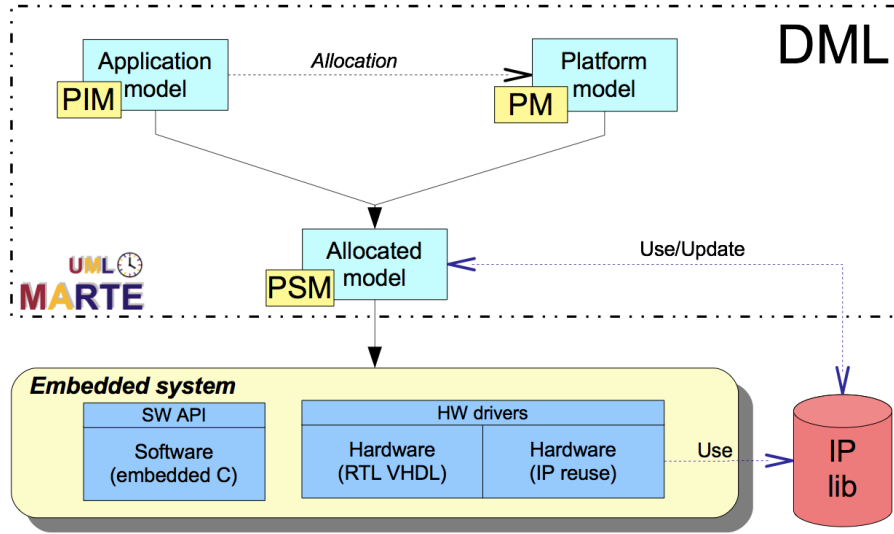 DML
Application
model
PIM
Allocation
Platform
model
PM
Allocated
model
PSM
Use/Update
UML
MARTE
Embedded system
SW API
Software
(embedded C)
HW drivers
Hardware
(RTL VHDL)
Hardware
(IP reuse)
Use
IP
lib